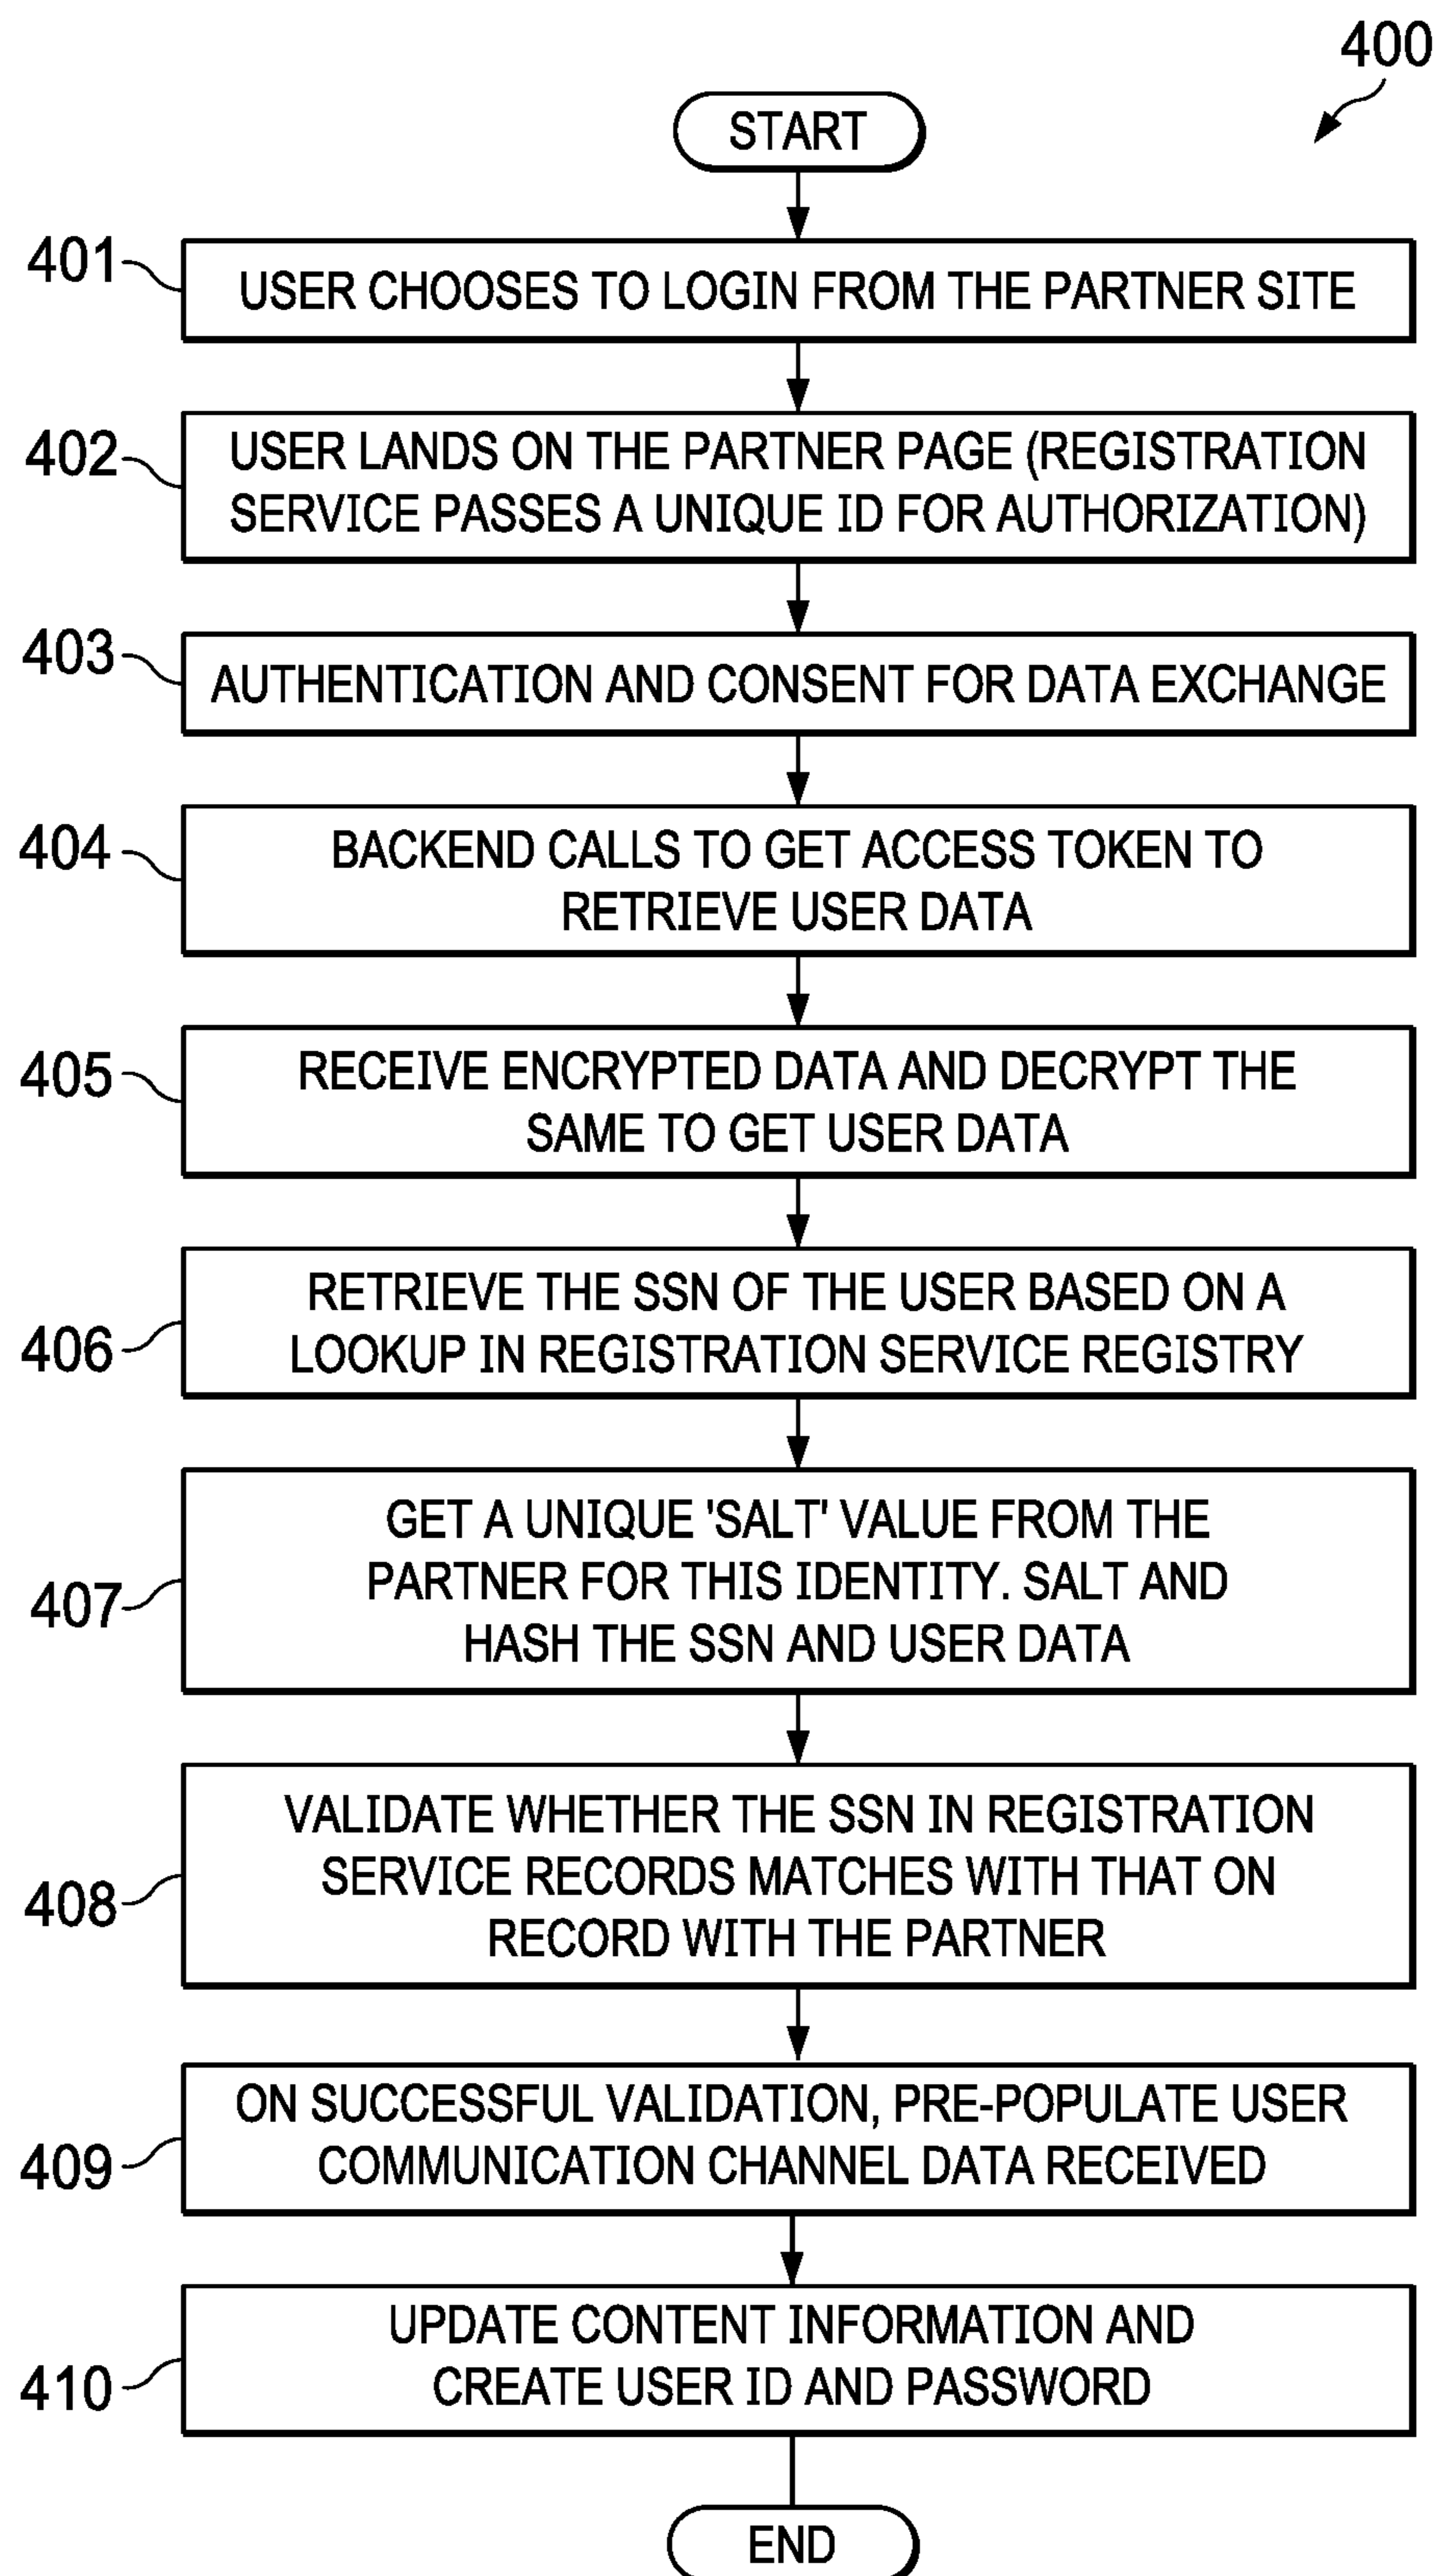 400
START
401
USER CHOOSES TO LOGIN FROM THE PARTNER SITE
402
USER LANDS ON THE PARTNER PAGE (REGISTRATION
SERVICE PASSES A UNIQUE ID FOR AUTHORIZATION)
403
AUTHENTICATION AND CONSENT FOR DATA EXCHANGE
404
BACKEND CALLS TO GET ACCESS TOKEN TO
RETRIEVE USER DATA
405
RECEIVE ENCRYPTED DATA AND DECRYPT THE
SAME TO GET USER DATA
406
RETRIEVE THE SSN OF THE USER BASED ON A
LOOKUP IN REGISTRATION SERVICE REGISTRY
407
GET A UNIQUE 'SALT' VALUE FROM THE
PARTNER FOR THIS IDENTITY. SALT AND
HASH THE SSN AND USER DATA
408
VALIDATE WHETHER THE SSN IN REGISTRATION
SERVICE RECORDS MATCHES WITH THAT ON
RECORD WITH THE PARTNER
409
ON SUCCESSFUL VALIDATION, PRE-POPULATE USER
COMMUNICATION CHANNEL DATA RECEIVED
410
UPDATE CONTENT INFORMATION AND
CREATE USER ID AND PASSWORD
END